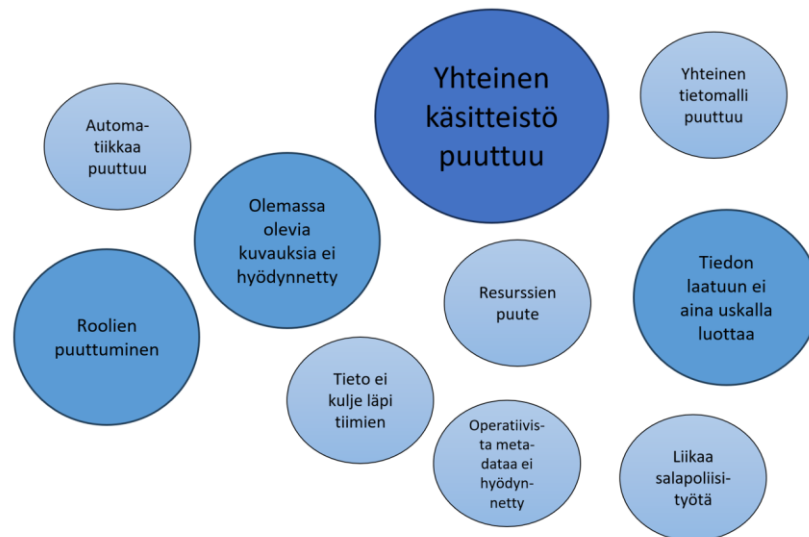 Yhteinen
käsitteistö
puuttuu
Yhteinen
tietomalli
puuttuu
Automa-
tiikkaa
puuttuu
Olemassa
olevia
kuvauksia ei
hyödynnetty
Tiedon
laatuun ei
aina uskalla
luottaa
Resurssien
puute
Roolien
puuttuminen
Tieto ei
kulje läpi
tiimien
Operatiivis-
ta meta-
dataa ei
hyödyn-
netty
Liikaa
salapoliisi-
työtä